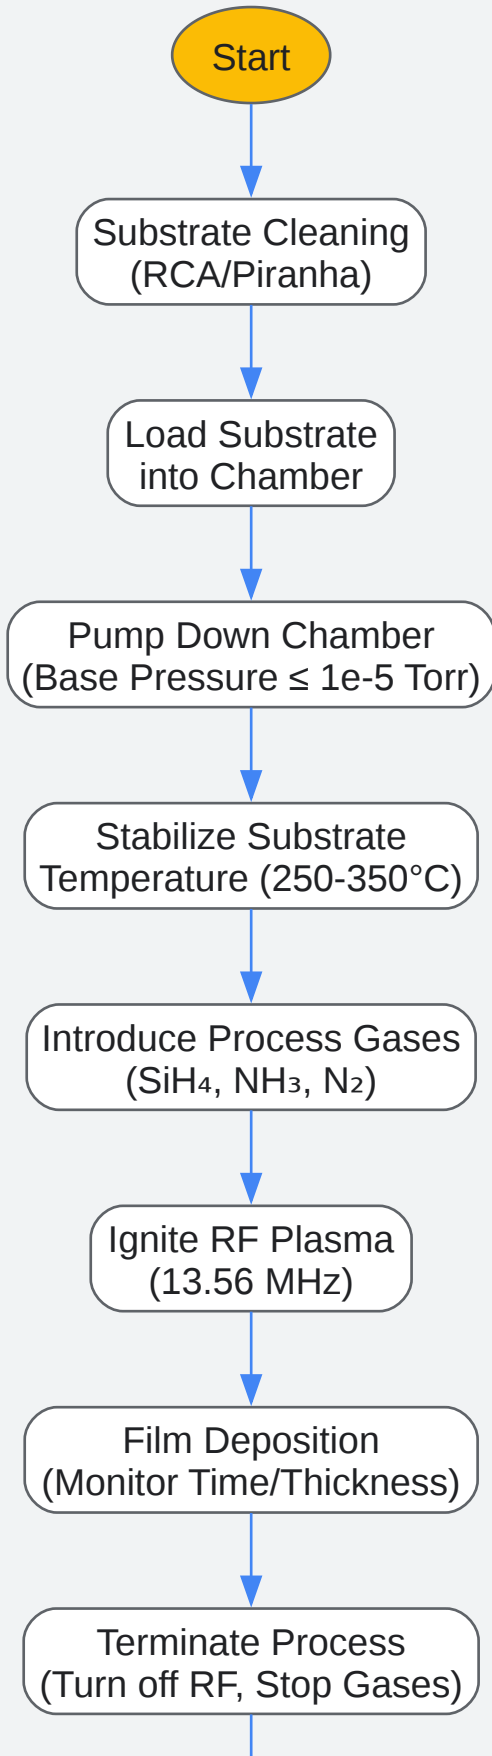 Start
Substrate Cleaning
(RCA/Piranha)
Load Substrate
into Chamber
Pump Down Chamber
(Base Pressure ≤ 1e-5 Torr)
Stabilize Substrate
Temperature (250-350°C)
Introduce Process Gases
(SiH₄, NH₃, N₂)
Ignite RF Plasma
(13.56 MHz)
Film Deposition
(Monitor Time/Thickness)
Terminate Process
(Turn off RF, Stop Gases)